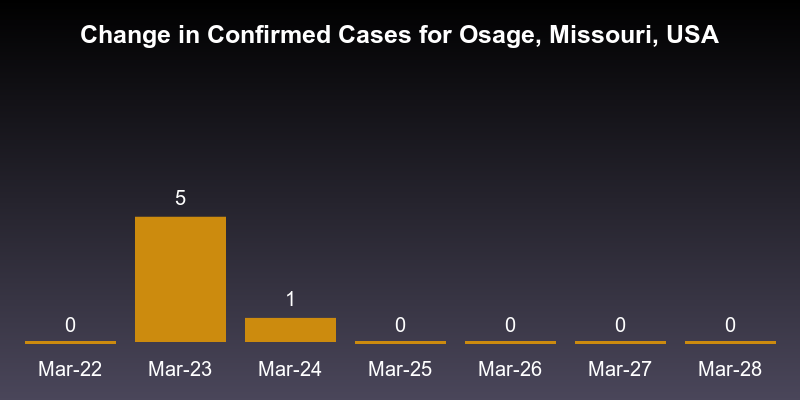 Change in Confirmed Cases for Osage, Missouri, USA
5
1
0 0 0 0 0
Mar-22 Mar-23 Mar-24 Mar-25 Mar-26 Mar-27 Mar-28